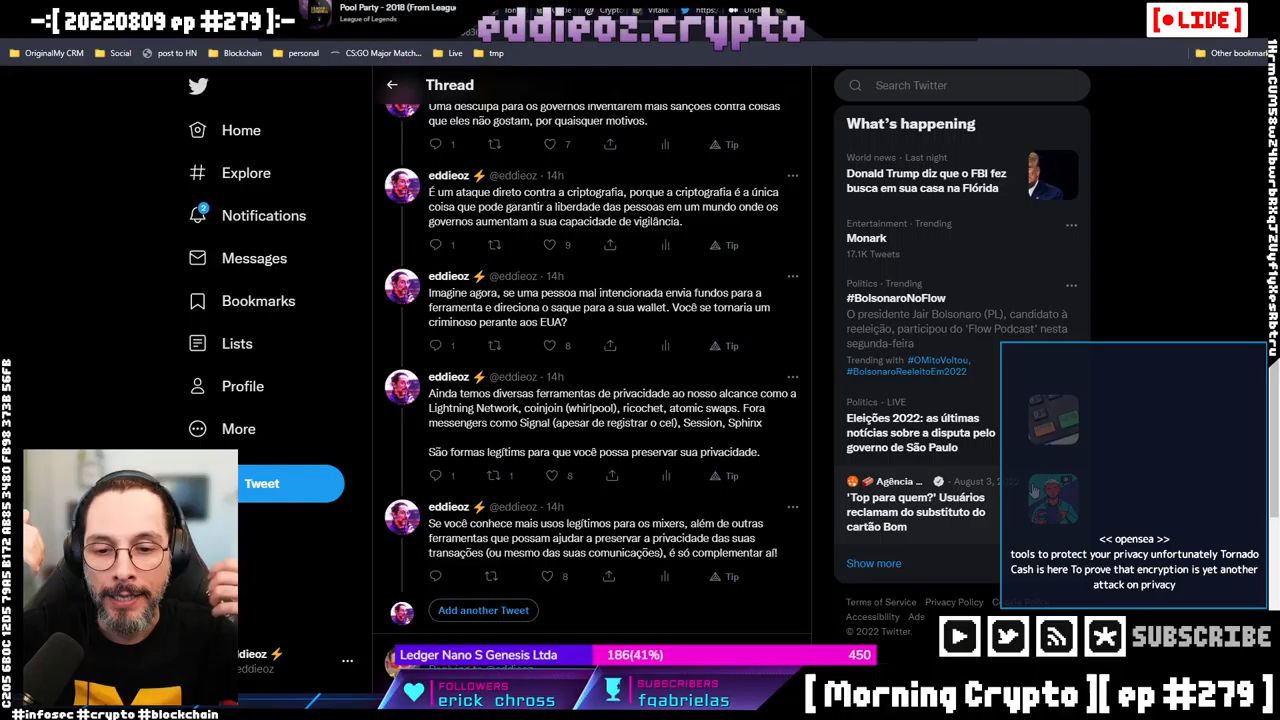 -:[ 20220809 ep #279 ]:-
Pool Party - 2018 (From League
League of Legends
eddieoz.crypto
[ ● LIVE ]
OriginalMy CRM
Social
post to HN
Blockchain
personal
CS:GO Major Match...
Live
tmp
Other bookmar
Home
Explore
2
Notifications
Messages
Bookmarks
Lists
Profile
More
Tweet
eddieoz ⚡
eddieoz
Thread
Uma desculpa para os governos inventarem mais sanções contra coisas
que eles não gostam, por quaisquer motivos.
1 7 Tip
eddieoz ⚡ @eddieoz · 14h
É um ataque direto contra a criptografia, porque a criptografia é a única
coisa que pode garantir a liberdade das pessoas em um mundo onde os
governos aumentam a sua capacidade de vigilância.
1 9 Tip
eddieoz ⚡ @eddieoz · 14h
Imagine agora, se uma pessoa mal intencionada envia fundos para a
ferramenta e direciona o saque para a sua wallet. Você se tornaria um
criminoso perante aos EUA?
1 8 Tip
eddieoz ⚡ @eddieoz · 14h
Ainda temos diversas ferramentas de privacidade ao nosso alcance como a
Lightning Network, coinjoin (whirlpool), ricochet, atomic swaps. Fora
messengers como Signal (apesar de registrar o cel), Session, Sphinx
São formas legítims para que você possa preservar sua privacidade.
1 1 8 Tip
eddieoz ⚡ @eddieoz · 14h
Se você conhece mais usos legítimos para os mixers, além de outras
ferramentas que possam ajudar a preservar a privacidade das suas
transações (ou mesmo das suas comunicações), é só complementar aí!
8 Tip
Add another Tweet
Search Twitter
What's happening
World news · Last night
Donald Trump diz que o FBI fez
busca em sua casa na Flórida
Entertainment · Trending
Monark
17.1K Tweets
Politics · Trending
#BolsonaroNoFlow
O presidente Jair Bolsonaro (PL), candidato à
reeleição, participou do 'Flow Podcast' nesta
segunda-feira
Trending with #OMitoVoltou,
#BolsonaroReeleitoEm2022
Politics · LIVE
Eleições 2022: as últimas
notícias sobre a disputa pelo
governo de São Paulo
Agência ... · August 3, 
'Top para quem?' Usuários
reclamam do substituto do
cartão Bom
Show more
Terms of Service Privacy Policy
Accessibility Ads
© 2022 Twitter.
<< opensea >>
tools to protect your privacy unfortunately Tornado
Cash is here To prove that encryption is yet another
attack on privacy
SUBSCRIBE
Ledger Nano S Genesis Ltda 186(41%) 450
FOLLOWERS
erick_chross
SUBSCRIBERS
fgabrielas
[ Morning Crypto ][ ep #279 ]
#infosec #crypto #blockchain